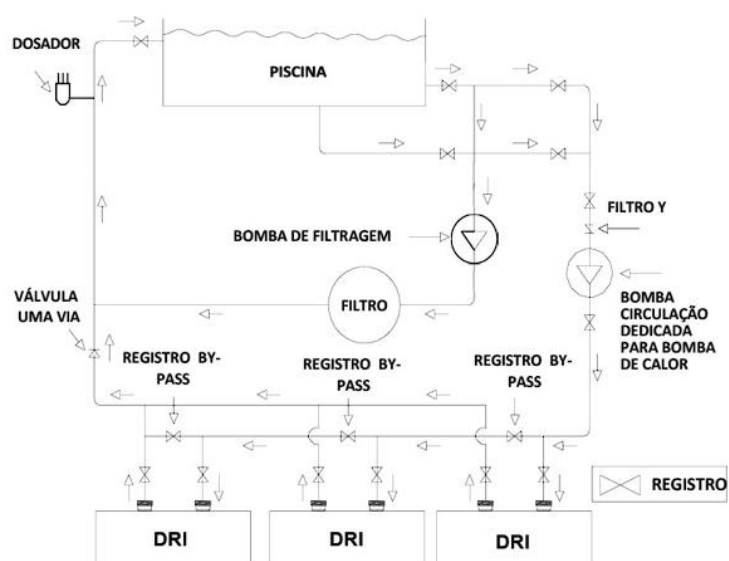 DOSADOR
PISCINA
FILTRO Y
BOMBA DE FILTRAGEM
FILTRO
BOMBA
CIRCULAÇÃO
DEDICADA
PARA BOMBA
DE CALOR
VÁLVULA
UMA VIA
REGISTRO BY-
PASS
REGISTRO BY-
PASS
REGISTRO BY-
PASS
REGISTRO
DRI
DRI
DRI